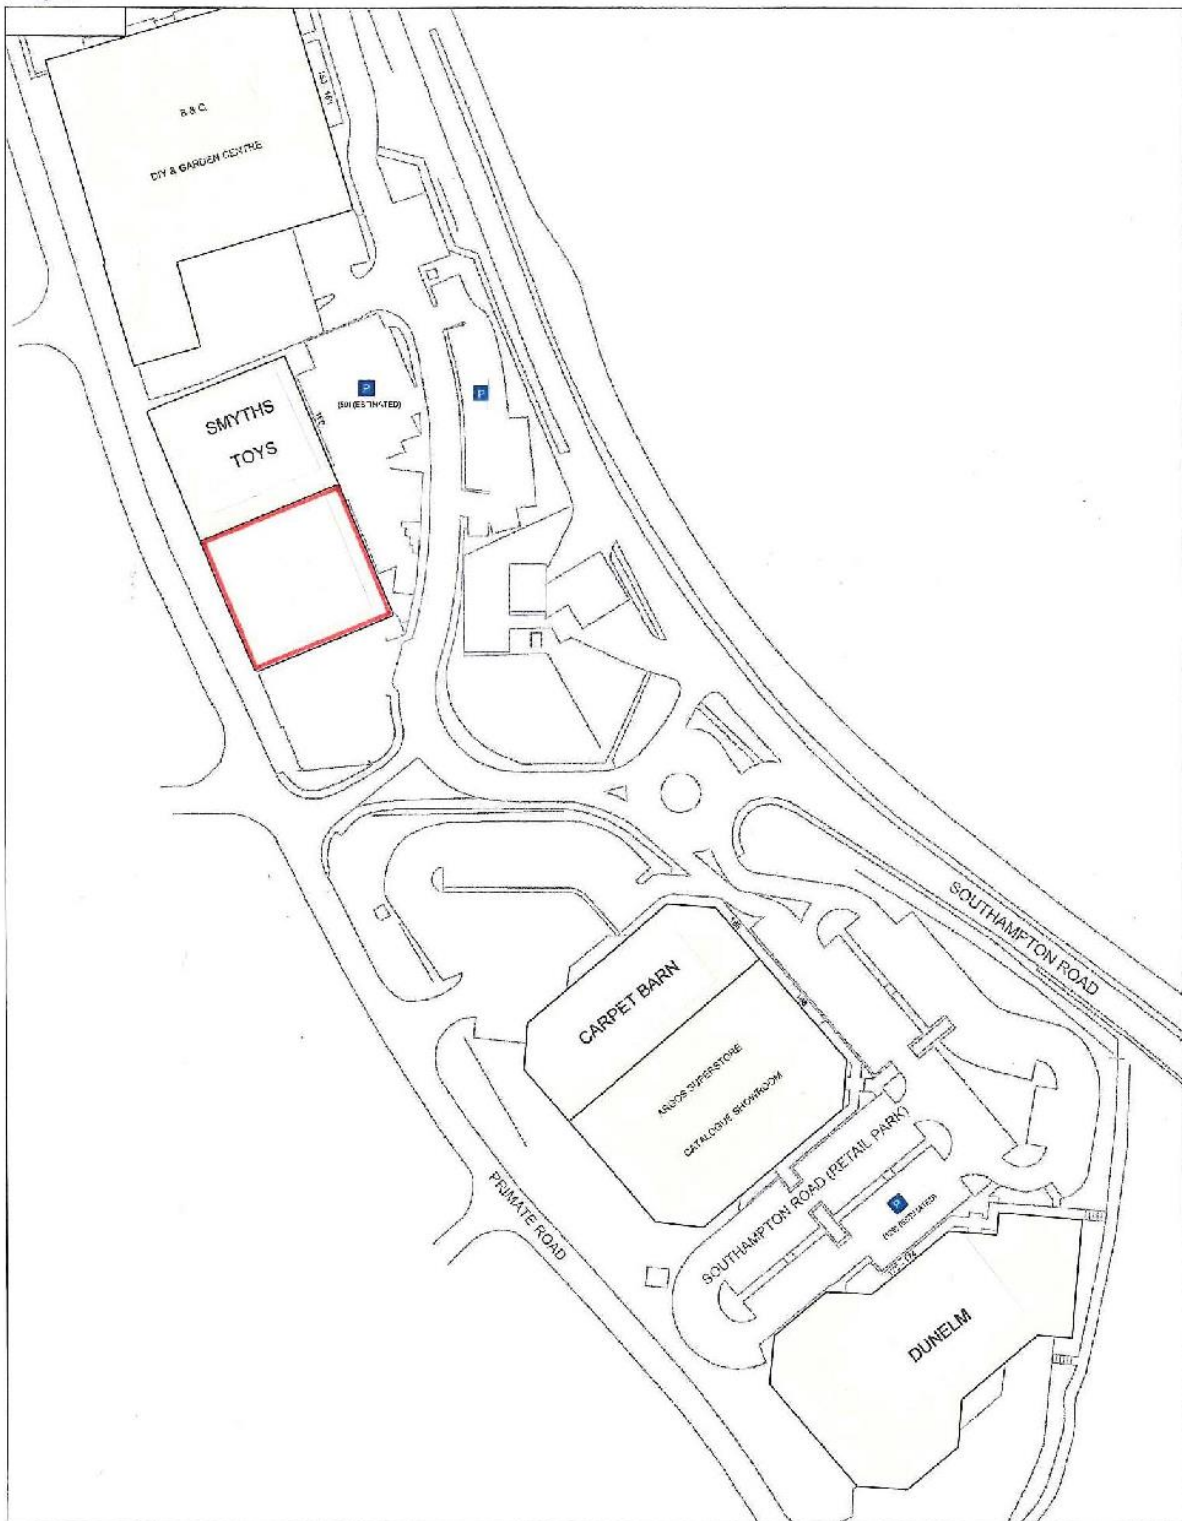 DIY & GARDEN CENTRE
SMYTHS
TOYS
P
P
(ESTIMATED)
SOUTHAMPTON ROAD
CARPET BARN
ARGOS SUPERSTORE
CATALOGUE SHOWROOM
SOUTHAMPTON ROAD (RETAIL PARK)
PRIMATE ROAD
P
DUNELM